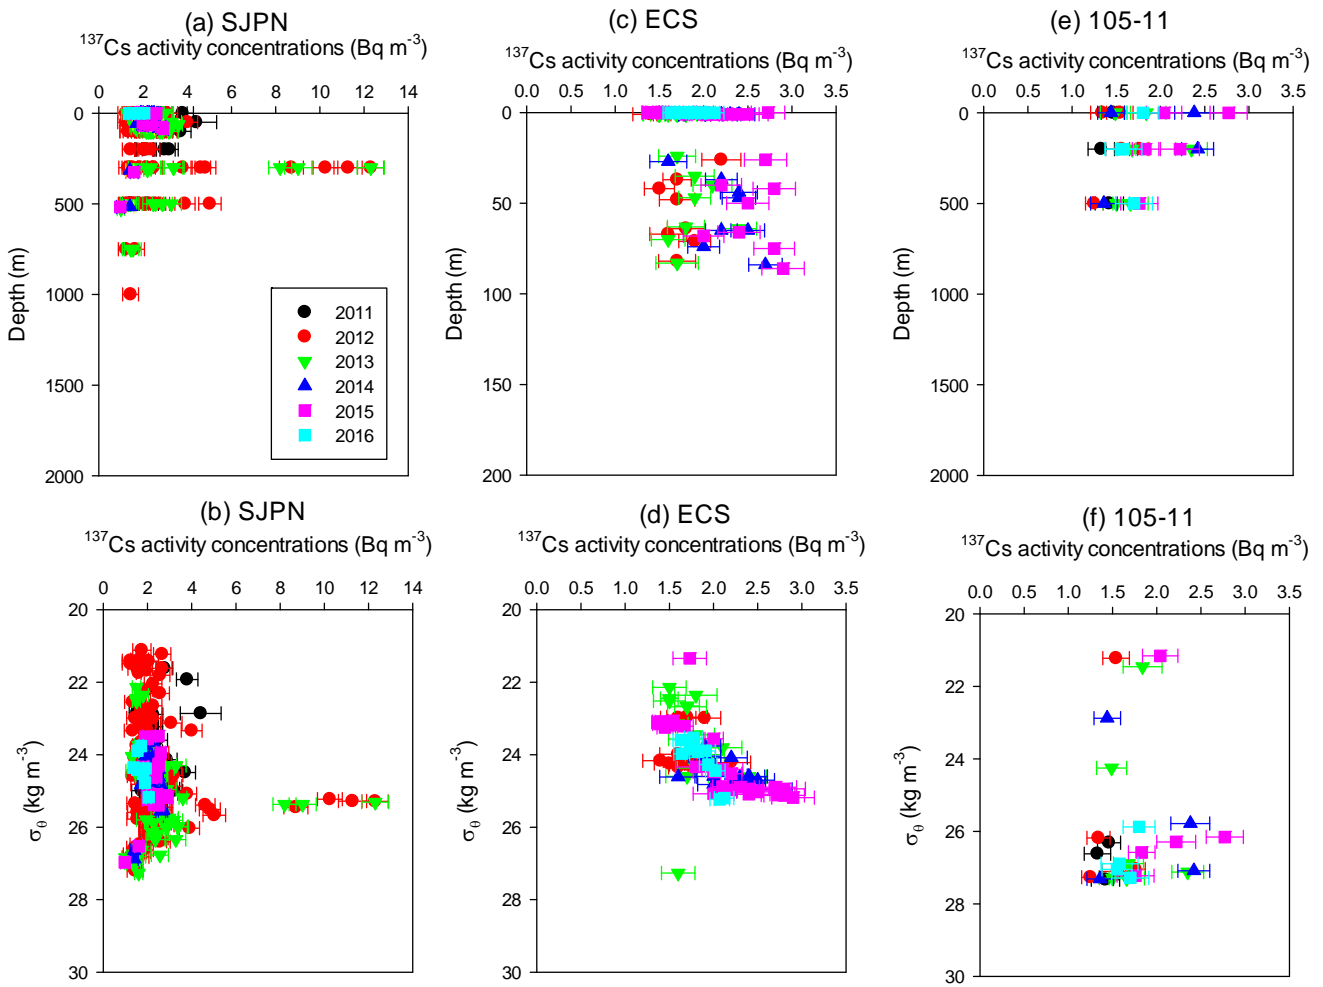 (a) SJPN
137Cs activity concentrations (Bq m-3)
0 2 4 6 8 10 12 14
0
500
1000
1500
2000
Depth (m)
2011
2012
2013
2014
2015
2016
(c) ECS
137Cs activity concentrations (Bq m-3)
0.0 0.5 1.0 1.5 2.0 2.5 3.0 3.5
0
50
100
150
200
Depth (m)
(e) 105-11
137Cs activity concentrations (Bq m-3)
0.0 0.5 1.0 1.5 2.0 2.5 3.0 3.5
0
500
1000
1500
2000
Depth (m)
(b) SJPN
137Cs activity concentrations (Bq m-3)
0 2 4 6 8 10 12 14
20
22
24
26
28
30
σθ (kg m-3)
(d) ECS
137Cs activity concentrations (Bq m-3)
0.0 0.5 1.0 1.5 2.0 2.5 3.0 3.5
20
22
24
26
28
30
σθ (kg m-3)
(f) 105-11
137Cs activity concentrations (Bq m-3)
0.0 0.5 1.0 1.5 2.0 2.5 3.0 3.5
20
22
24
26
28
30
σθ (kg m-3)